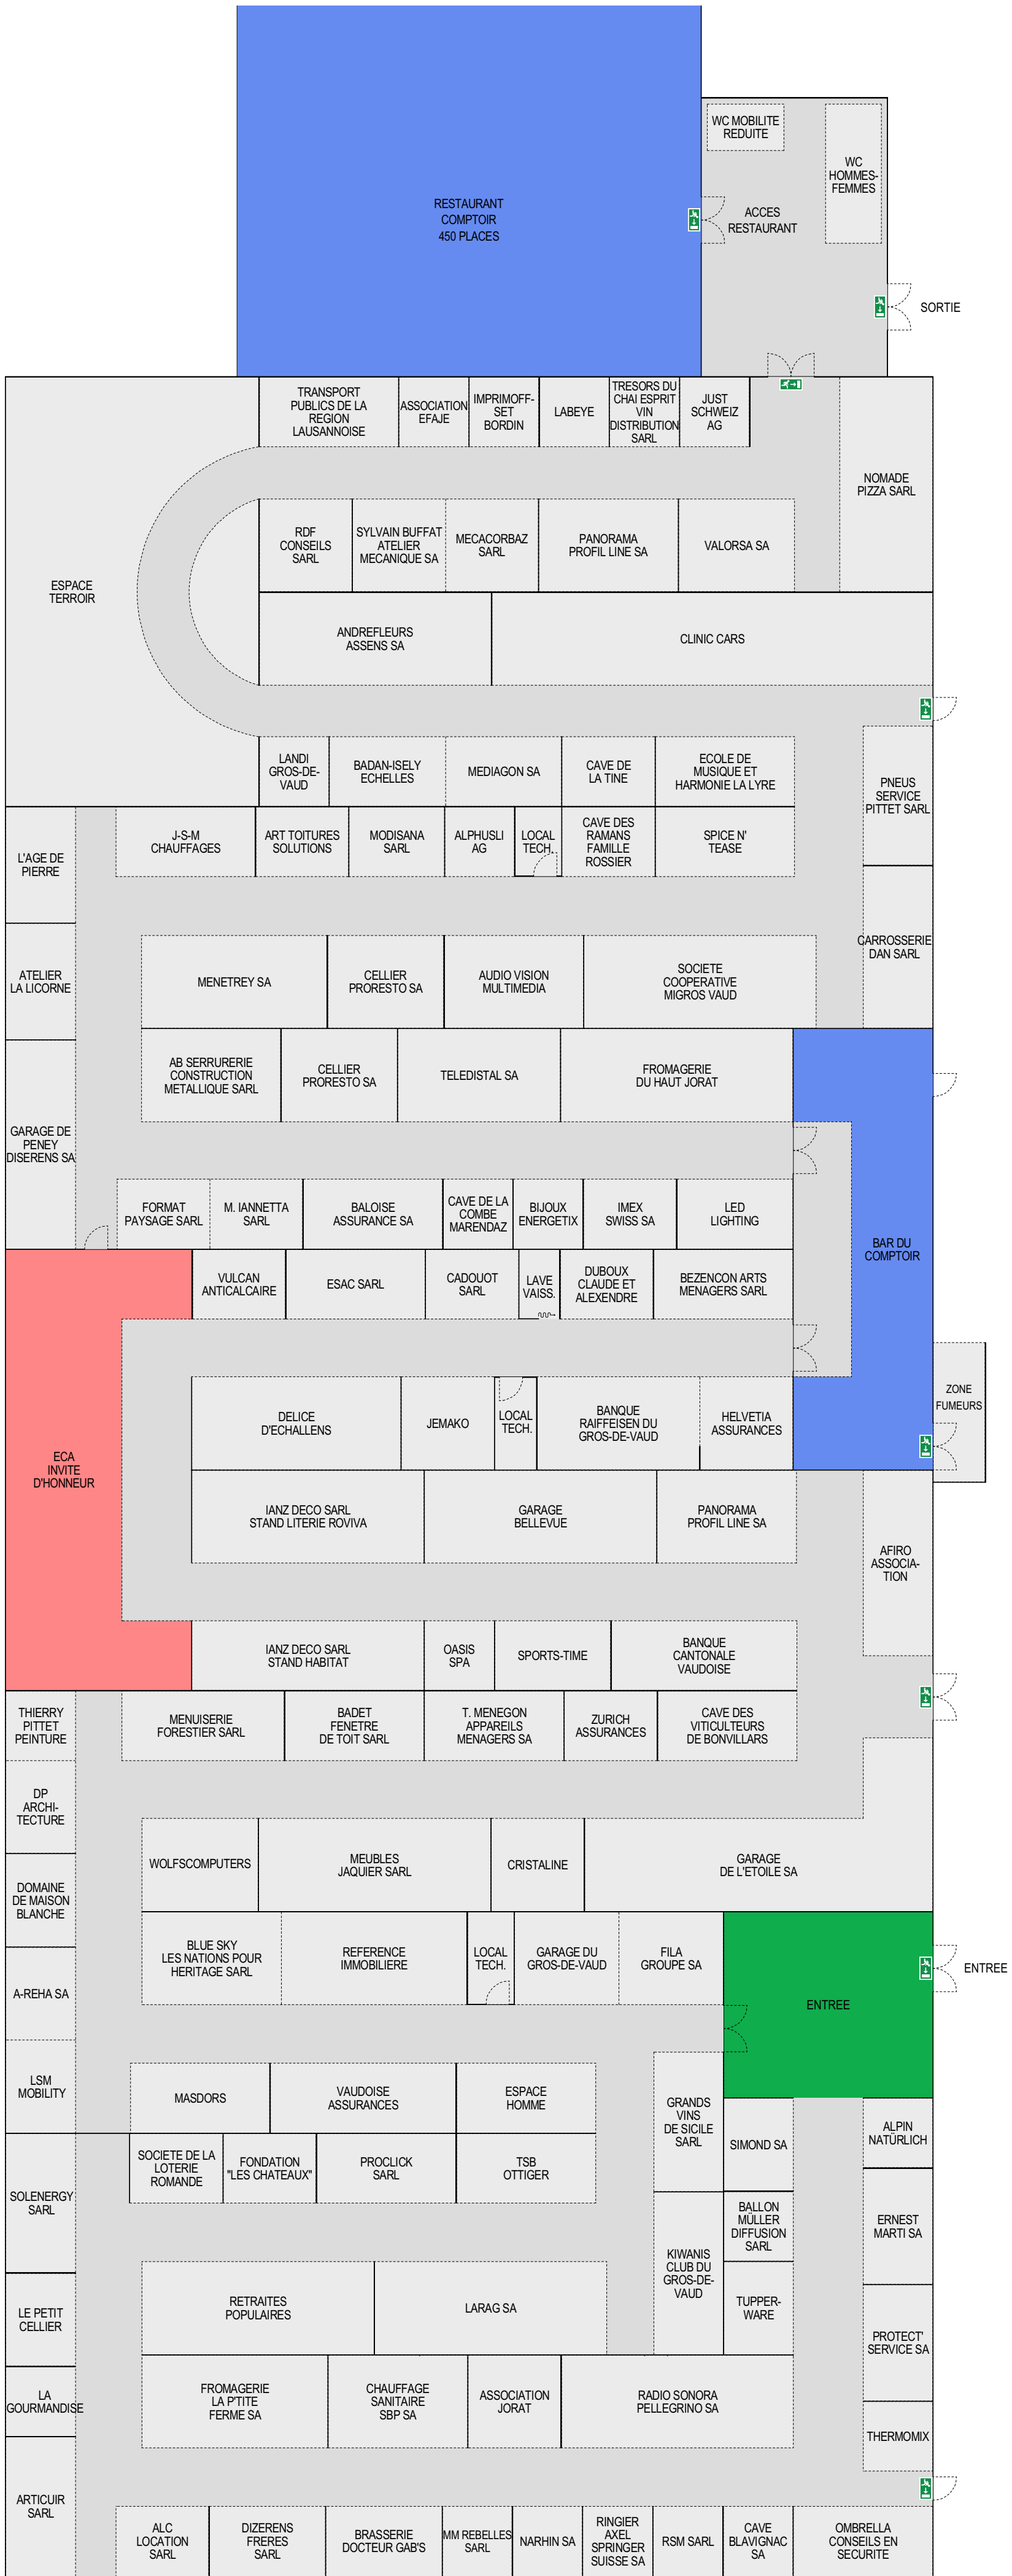 WC MOBILITE
REDUITE
WC
HOMMES-
FEMMES
RESTAURANT
COMPTOIR
450 PLACES
ACCES
RESTAURANT
SORTIE
TRANSPORT
PUBLICS DE LA
REGION
LAUSANNOISE
ASSOCIATION
EFAJE
IMPRIMOFF-
SET
BORDIN
LABEYE
TRESORS DU
CHAI ESPRIT
VIN
DISTRIBUTION
SARL
JUST
SCHWEIZ
AG
NOMADE
PIZZA SARL
ESPACE
TERROIR
RDF
CONSEILS
SARL
SYLVAIN BUFFAT
ATELIER
MECANIQUE SA
MECACORBAZ
SARL
PANORAMA
PROFIL LINE SA
VALORSA SA
ANDREFLEURS
ASSENS SA
CLINIC CARS
LANDI
GROS-DE-
VAUD
BADAN-ISELY
ECHELLES
MEDIAGON SA
CAVE DE
LA TINE
ECOLE DE
MUSIQUE ET
HARMONIE LA LYRE
PNEUS
SERVICE
PITTET SARL
L'AGE DE
PIERRE
J-S-M
CHAUFFAGES
ART TOITURES
SOLUTIONS
MODISANA
SARL
ALPHUSLI
AG
LOCAL
TECH.
CAVE DES
RAMANS
FAMILLE
ROSSIER
SPICE N'
TEASE
CARROSSERIE
DAN SARL
ATELIER
LA LICORNE
MENETREY SA
CELLIER
PRORESTO SA
AUDIO VISION
MULTIMEDIA
SOCIETE
COOPERATIVE
MIGROS VAUD
AB SERRURERIE
CONSTRUCTION
METALLIQUE SARL
CELLIER
PRORESTO SA
TELEDISTAL SA
FROMAGERIE
DU HAUT JORAT
GARAGE DE
PENEY
DISERENS SA
FORMAT
PAYSAGE SARL
M. IANNETTA
SARL
BALOISE
ASSURANCE SA
CAVE DE LA
COMBE
MARENDAZ
BIJOUX
ENERGETIX
IMEX
SWISS SA
LED
LIGHTING
BAR DU
COMPTOIR
VULCAN
ANTICALCAIRE
ESAC SARL
CADOUOT
SARL
LAVE
VAISS.
DUBOUX
CLAUDE ET
ALEXENDRE
BEZENCON ARTS
MENAGERS SARL
ZONE
FUMEURS
ECA
INVITE
D'HONNEUR
DELICE
D'ECHALLENS
JEMAKO
LOCAL
TECH.
BANQUE
RAIFFEISEN DU
GROS-DE-VAUD
HELVETIA
ASSURANCES
IANZ DECO SARL
STAND LITERIE ROVIVA
GARAGE
BELLEVUE
PANORAMA
PROFIL LINE SA
AFIRO
ASSOCIA-
TION
IANZ DECO SARL
STAND HABITAT
OASIS
SPA
SPORTS-TIME
BANQUE
CANTONALE
VAUDOISE
THIERRY
PITTET
PEINTURE
MENUISERIE
FORESTIER SARL
BADET
FENETRE
DE TOIT SARL
T. MENEGON
APPAREILS
MENAGERS SA
ZURICH
ASSURANCES
CAVE DES
VITICULTEURS
DE BONVILLARS
DP
ARCHI-
TECTURE
WOLFSCOMPUTERS
MEUBLES
JAQUIER SARL
CRISTALINE
GARAGE
DE L'ETOILE SA
DOMAINE
DE MAISON
BLANCHE
BLUE SKY
LES NATIONS POUR
HERITAGE SARL
REFERENCE
IMMOBILIERE
LOCAL
TECH.
GARAGE DU
GROS-DE-VAUD
FILA
GROUPE SA
ENTREE
ENTREE
A-REHA SA
LSM
MOBILITY
MASDORS
VAUDOISE
ASSURANCES
ESPACE
HOMME
GRANDS
VINS
DE SICILE
SARL
SIMOND SA
ALPIN
NATÜRLICH
SOLENERGY
SARL
SOCIETE DE LA
LOTERIE
ROMANDE
FONDATION
"LES CHATEAUX"
PROCLICK
SARL
TSB
OTTIGER
BALLON
MÜLLER
DIFFUSION
SARL
ERNEST
MARTI SA
KIWANIS
CLUB DU
GROS-DE-
VAUD
TUPPER-
WARE
LE PETIT
CELLIER
RETRAITES
POPULAIRES
LARAG SA
PROTECT'
SERVICE SA
LA
GOURMANDISE
FROMAGERIE
LA P'TITE
FERME SA
CHAUFFAGE
SANITAIRE
SBP SA
ASSOCIATION
JORAT
RADIO SONORA
PELLEGRINO SA
THERMOMIX
ARTICUIR
SARL
ALC
LOCATION
SARL
DIZERENS
FRERES
SARL
BRASSERIE
DOCTEUR GAB'S
MM REBELLES
SARL
NARHIN SA
RINGIER
AXEL
SPRINGER
SUISSE SA
RSM SARL
CAVE
BLAVIGNAC
SA
OMBRELLA
CONSEILS EN
SECURITE